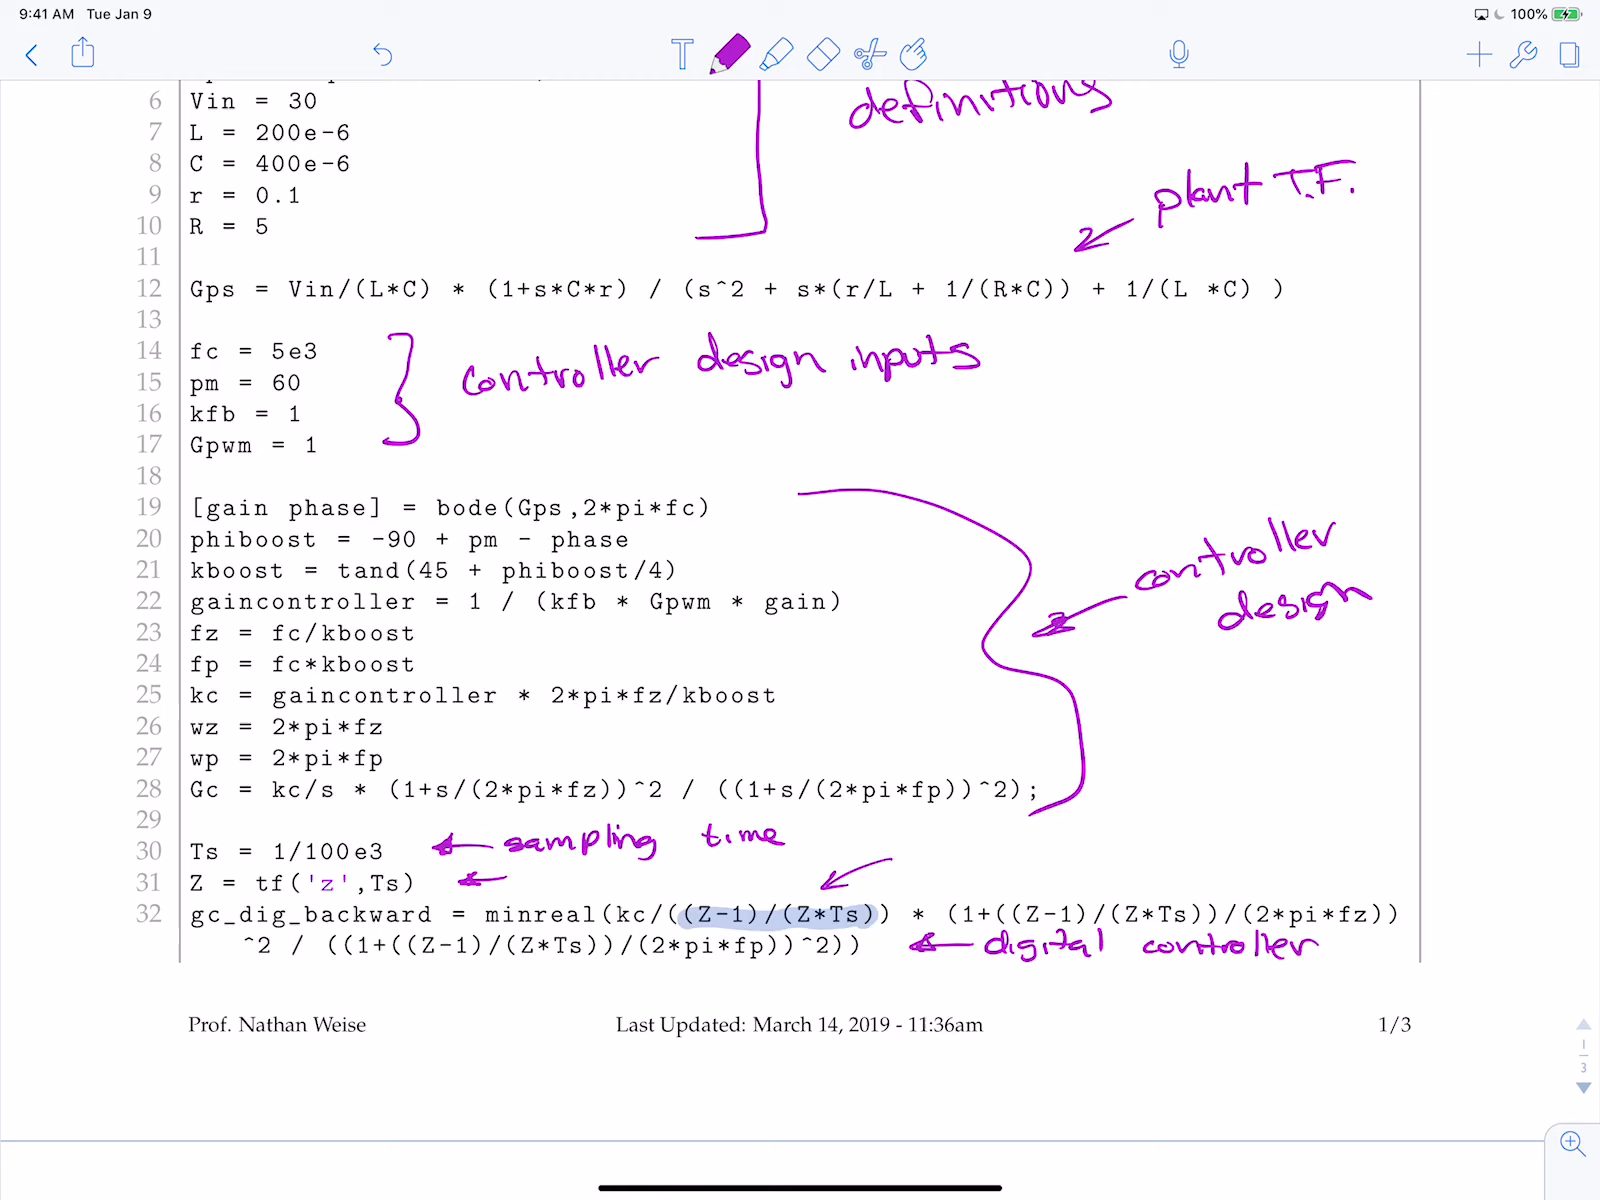 9:41 AM Tue Jan 9
100%
T
definitions
6 Vin = 30
7 L = 200e-6
8 C = 400e-6
9 r = 0.1
10 R = 5
plant T.F.
11
12 Gps = Vin/(L*C) * (1+s*C*r) / (s^2 + s*(r/L + 1/(R*C)) + 1/(L *C) )
13
14 fc = 5e3
15 pm = 60
16 kfb = 1
17 Gpwm = 1
controller design inputs
18
19 [gain phase] = bode(Gps,2*pi*fc)
20 phiboost = -90 + pm - phase
21 kboost = tand(45 + phiboost/4)
22 gaincontroller = 1 / (kfb * Gpwm * gain)
23 fz = fc/kboost
24 fp = fc*kboost
25 kc = gaincontroller * 2*pi*fz/kboost
26 wz = 2*pi*fz
27 wp = 2*pi*fp
28 Gc = kc/s * (1+s/(2*pi*fz))^2 / ((1+s/(2*pi*fp))^2);
controller
design
29
30 Ts = 1/100e3
sampling time
31 Z = tf('z',Ts)
32 gc_dig_backward = minreal(kc/((Z-1)/(Z*Ts)) * (1+((Z-1)/(Z*Ts))/(2*pi*fz))
^2 / ((1+((Z-1)/(Z*Ts))/(2*pi*fp))^2))
digital controller
Prof. Nathan Weise
Last Updated: March 14, 2019 - 11:36am
1/3
1
3